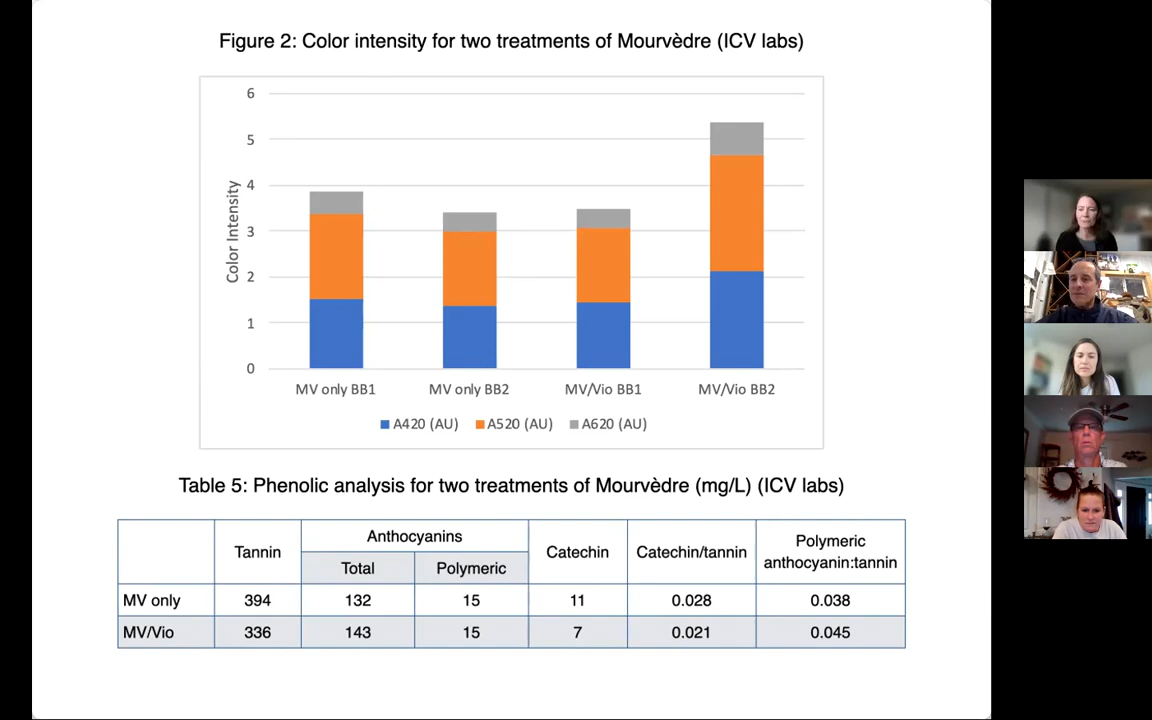 Figure 2: Color intensity for two treatments of Mourvèdre (ICV labs)
6
5
4
3
2
1
0
Color Intensity
MV only BB1 MV only BB2 MV/Vio BB1 MV/Vio BB2
A420 (AU) A520 (AU) A620 (AU)
Table 5: Phenolic analysis for two treatments of Mourvèdre (mg/L) (ICV labs)
Tannin Anthocyanins Catechin Catechin/tannin Polymeric anthocyanin:tannin
Total Polymeric
MV only 394 132 15 11 0.028 0.038
MV/Vio 336 143 15 7 0.021 0.045